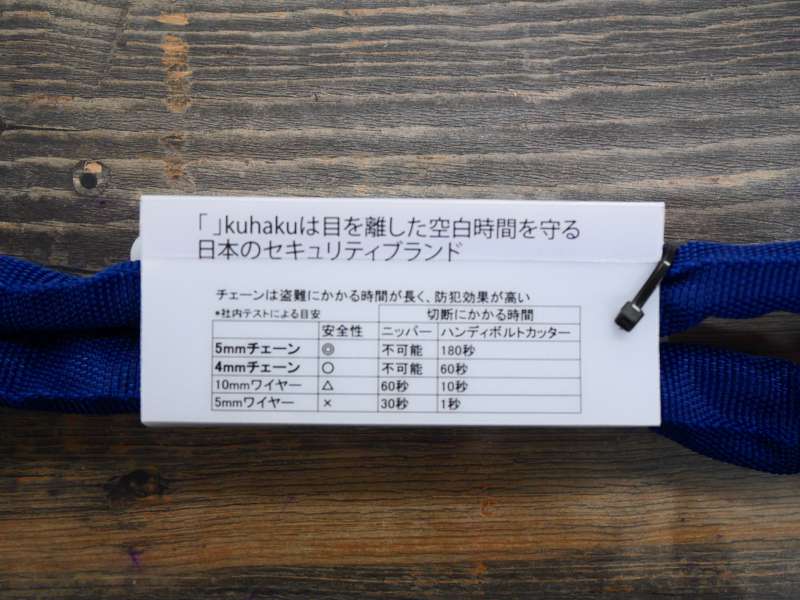 「 」kuhakuは目を離した空白時間を守る
日本のセキュリティブランド
チェーンは盗難にかかる時間が長く、防犯効果が高い
*社内テストによる目安 切断にかかる時間
安全性 ニッパー ハンディボルトカッター
5mmチェーン ◎ 不可能 180秒
4mmチェーン ○ 不可能 60秒
10mmワイヤー △ 60秒 10秒
5mmワイヤー × 30秒 1秒